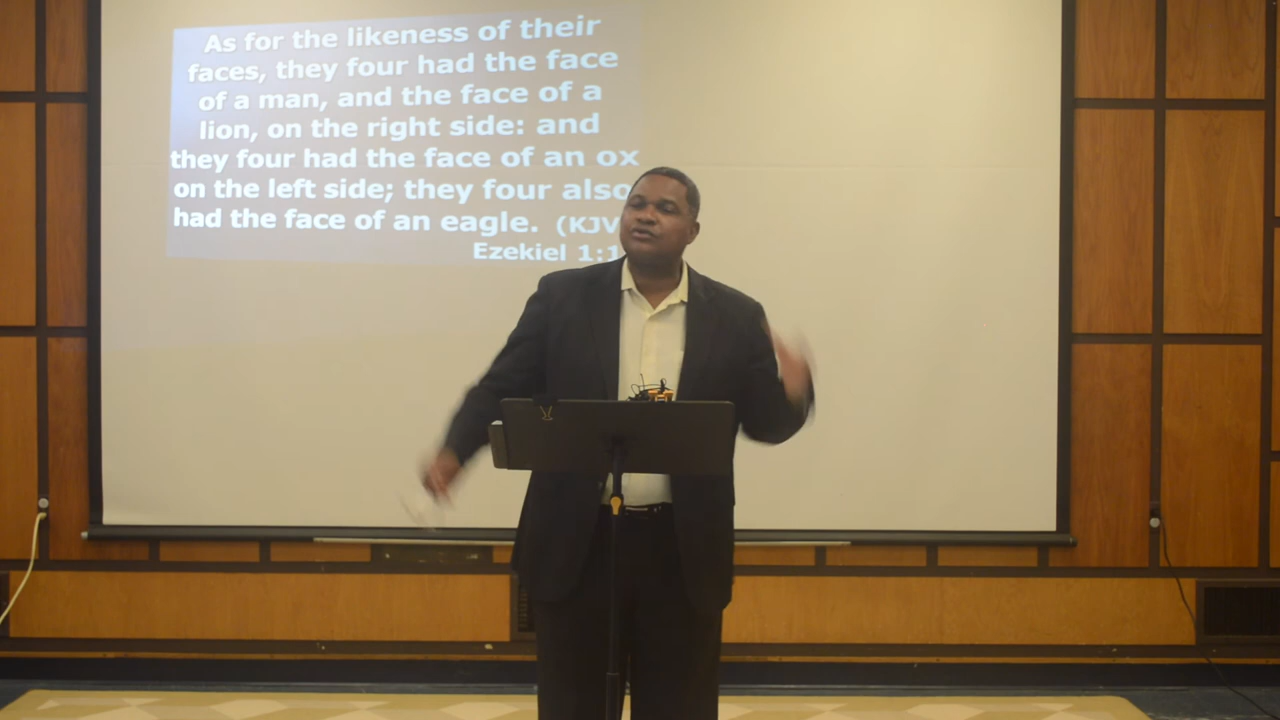 As for the likeness of their
faces, they four had the face
of a man, and the face of a
lion, on the right side: and
they four had the face of an ox
on the left side; they four also
had the face of an eagle. (KJV
Ezekiel 1:1